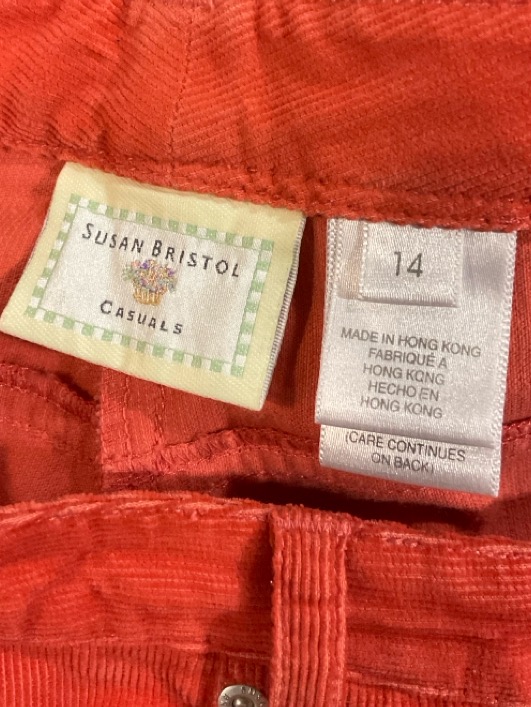 SUSAN BRISTOL
CASUALS
14
MADE IN HONG KONG
FABRIQUÉ A
HONG KONG
HECHO EN
HONG KONG
(CARE CONTINUES
ON BACK)